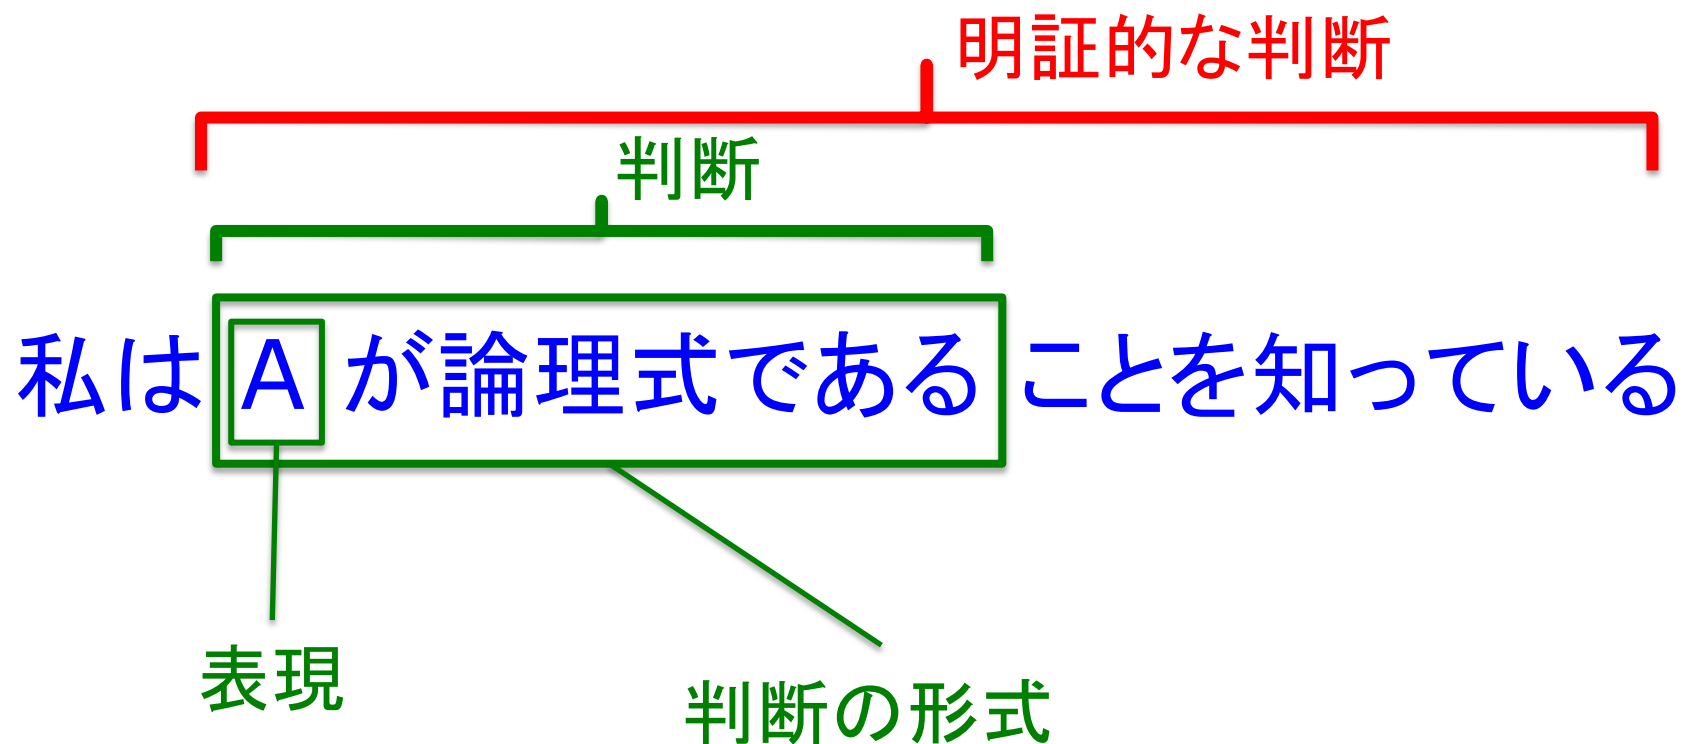 明証的な判断
判断
私は A が論理式である ことを知っている
表現
判断の形式